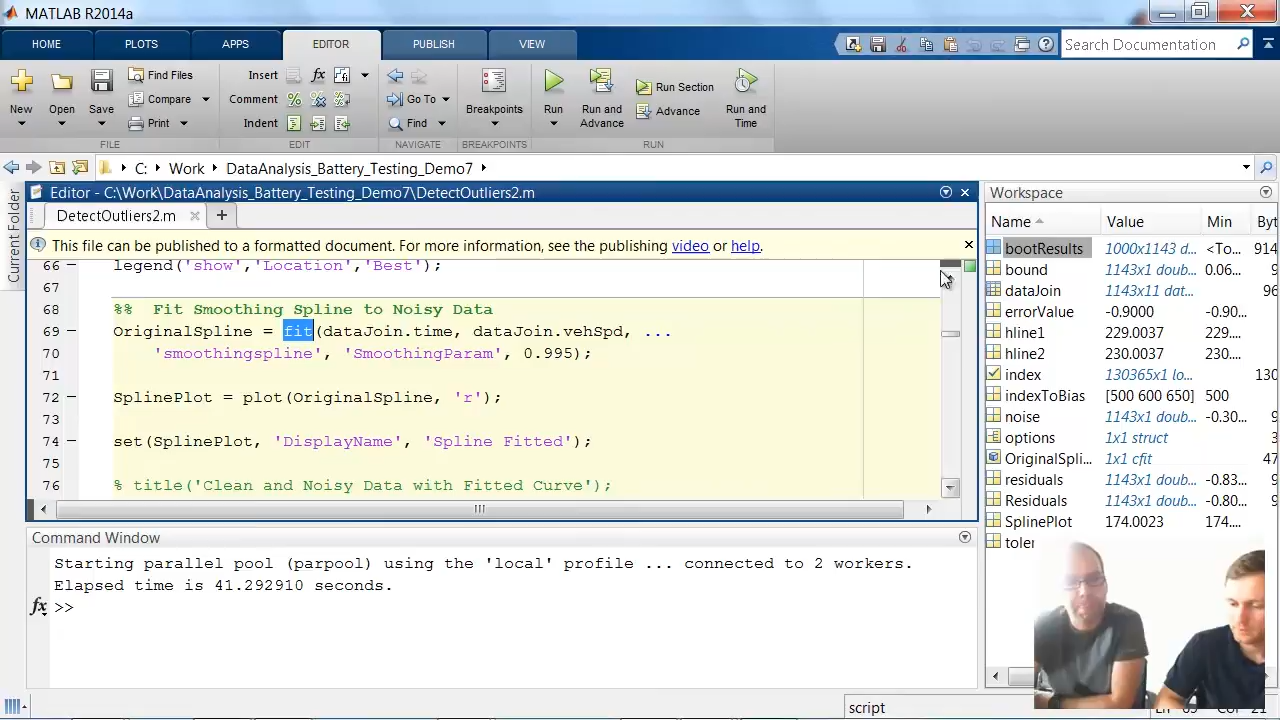 MATLAB R2014a
HOME PLOTS APPS EDITOR PUBLISH VIEW
Search Documentation
New Open Save Find Files Compare Print
Insert Comment Indent
Go To Find
Breakpoints Run Run and Advance Run Section Advance Run and Time
FILE EDIT NAVIGATE BREAKPOINTS RUN
C: Work DataAnalysis_Battery_Testing_Demo7
Current Folder
Editor - C:\Work\DataAnalysis_Battery_Testing_Demo7\DetectOutliers2.m
DetectOutliers2.m
This file can be published to a formatted document. For more information, see the publishing video or help.
66 legend('show','Location','Best');
67
68 %% Fit Smoothing Spline to Noisy Data
69 OriginalSpline = fit(dataJoin.time, dataJoin.vehSpd, ...
70 'smoothingspline', 'SmoothingParam', 0.995);
71
72 SplinePlot = plot(OriginalSpline, 'r');
73
74 set(SplinePlot, 'DisplayName', 'Spline Fitted');
75
76 % title('Clean and Noisy Data with Fitted Curve');
Command Window
Starting parallel pool (parpool) using the 'local' profile ... connected to 2 workers.
Elapsed time is 41.292910 seconds.
fx >>
Workspace
Name Value Min Byt
bootResults 1000x1143 d... <To... 914
bound 1143x1 doub... 0.06...
dataJoin 1143x11 dat... 96
errorValue -0.9000 -0.90...
hline1 229.0037 229...
hline2 230.0037 230...
index 130365x1 lo... 130
indexToBias [500 600 650] 500
noise 1143x1 doub... -0.30...
options 1x1 struct
OriginalSpli... 1x1 cfit 47
residuals 1143x1 doub... -0.83...
Residuals 1143x1 doub... -0.80...
SplinePlot 174.0023 174....
toler
script